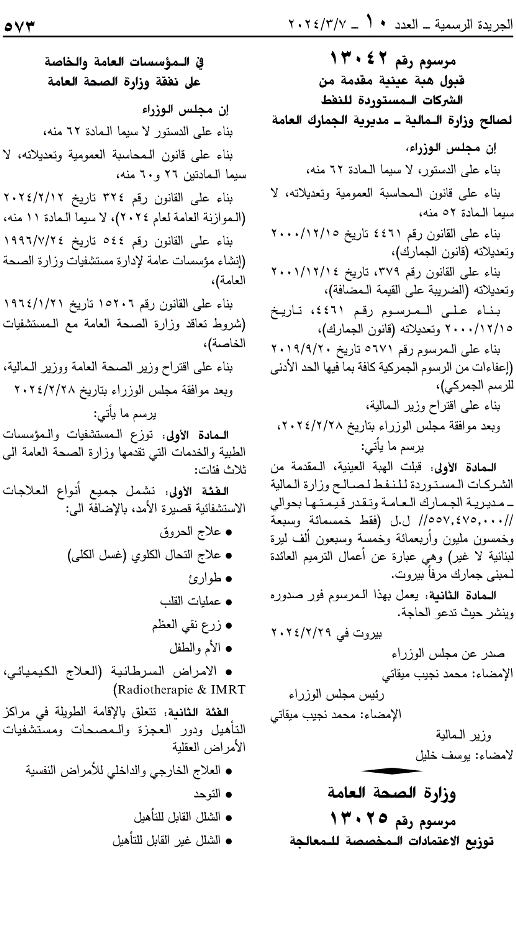 الجريدة الرسمية ــ العدد ١٠ ــ ٢٠٢٤/٣/٧
٥٧٣
مرسوم رقم ١٣٠٤٢
قبول هبة عينية مقدمة من
الشركات المستوردة للنفط
لصالح وزارة المالية ــ مديرية الجمارك العامة
إن مجلس الوزراء،
بناء على الدستور، لا سيما المادة ٦٢ منه،
بناء على قانون المحاسبة العمومية وتعديلاته، لا
سيما المادة ٥٢ منه،
بناء على القانون رقم ٤٤٦١ تاريخ ٢٠٠٠/١٢/١٥
وتعديلاته (قانون الجمارك)،
بناء على القانون رقم ٣٧٩، تاريخ ٢٠٠١/١٢/١٤
وتعديلاته (الضريبة على القيمة المضافة)،
بناء على المرسوم رقم ٤٤٦١، تاريخ
٢٠٠٠/١٢/١٥ وتعديلاته (قانون الجمارك)،
بناء على المرسوم رقم ٥٦٧١ تاريخ ٢٠١٩/٩/٢٠
(إعفاءات من الرسوم الجمركية كافة بما فيها الحد الأدنى
للرسم الجمركي)،
بناء على اقتراح وزير المالية،
وبعد موافقة مجلس الوزراء بتاريخ ٢٠٢٤/٢/٢٨،
يرسم ما يأتي:
المادة الأولى: قبلت الهبة العينية، المقدمة من
الشركات المستوردة للنفط لصالح وزارة المالية
ــ مديرية الجمارك العامة وتقدر قيمتها بحوالي
//٥٥٧,٤٧٥,٠٠٠// ل.ل (فقط خمسمائة وسبعة
وخمسون مليون وأربعمائة وخمسة وسبعون ألف ليرة
لبنانية لا غير) وهي عبارة عن أعمال الترميم العائدة
لمبنى جمارك مرفأ بيروت.
المادة الثانية: يعمل بهذا المرسوم فور صدوره
وينشر حيث تدعو الحاجة.
بيروت في ٢٠٢٤/٢/٢٩
صدر عن مجلس الوزراء
الإمضاء: محمد نجيب ميقاتي
رئيس مجلس الوزراء
الإمضاء: محمد نجيب ميقاتي
وزير المالية
لامضاء: يوسف خليل
وزارة الصحة العامة
مرسوم رقم ١٣٠٢٥
توزيع الاعتمادات المخصصة للمعالجة
في المؤسسات العامة والخاصة
على نفقة وزارة الصحة العامة
إن مجلس الوزراء
بناء على الدستور لا سيما المادة ٦٢ منه،
بناء على قانون المحاسبة العمومية وتعديلاته، لا
سيما المادتين ٢٦ و٦٠ منه،
بناء على القانون رقم ٣٢٤ تاريخ ٢٠٢٤/٢/١٢
(الموازنة العامة لعام ٢٠٢٤)، لا سيما المادة ١١ منه،
بناء على القانون رقم ٥٤٤ تاريخ ١٩٩٦/٧/٢٤
(إنشاء مؤسسات عامة لإدارة مستشفيات وزارة الصحة
العامة)،
بناء على القانون رقم ١٥٢٠٦ تاريخ ١٩٦٤/١/٢١
(شروط تعاقد وزارة الصحة العامة مع المستشفيات
الخاصة)،
بناء على اقتراح وزير الصحة العامة ووزير المالية،
وبعد موافقة مجلس الوزراء بتاريخ ٢٠٢٤/٢/٢٨
يرسم ما يأتي:
المادة الأولى: توزع المستشفيات والمؤسسات
الطبية والخدمات التي تقدمها وزارة الصحة العامة الى
ثلاث فئات:
الفئة الأولى: تشمل جميع أنواع العلاجات
الاستشفائية قصيرة الأمد، بالإضافة الى:
● علاج الحروق
● علاج التحال الكلوي (غسل الكلى)
● طوارئ
● عمليات القلب
● زرع نقي العظم
● الأم والطفل
● الامراض السرطانية (العلاج الكيميائي،
Radiotherapie & IMRT)
الفئة الثانية: تتعلق بالإقامة الطويلة في مراكز
التأهيل ودور العجزة والمصحات ومستشفيات
الأمراض العقلية
● العلاج الخارجي والداخلي للأمراض النفسية
● التوحد
● الشلل القابل للتأهيل
● الشلل غير القابل للتأهيل